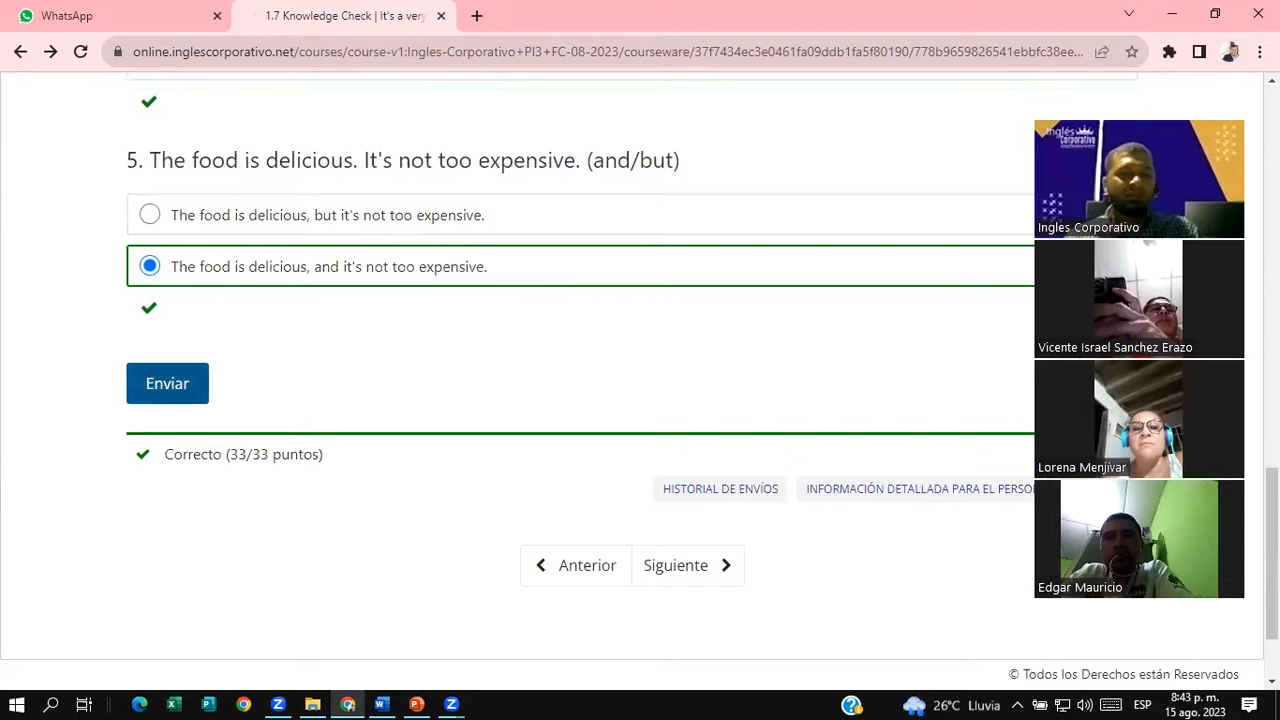 WhatsApp
1.7 Knowledge Check | It's a very
online.inglescorporativo.net/courses/course-v1:Ingles-Corporativo+PI3+FC-08-2023/courseware/37f7434ec3e0461fa09ddb1fa5f80190/778b9659826541ebbfc38ee...
5. The food is delicious. It's not too expensive. (and/but)
The food is delicious, but it's not too expensive.
The food is delicious, and it's not too expensive.
Enviar
Correcto (33/33 puntos)
HISTORIAL DE ENVÍOS
INFORMACIÓN DETALLADA PARA EL PERSO
Anterior
Siguiente
Inglés
Corporativo
Ingles Corporativo
Vicente Israel Sanchez Erazo
Lorena Menjívar
Edgar Mauricio
© Todos los Derechos están Reservados
26°C Lluvia
ESP
8:43 p. m.
15 ago. 2023